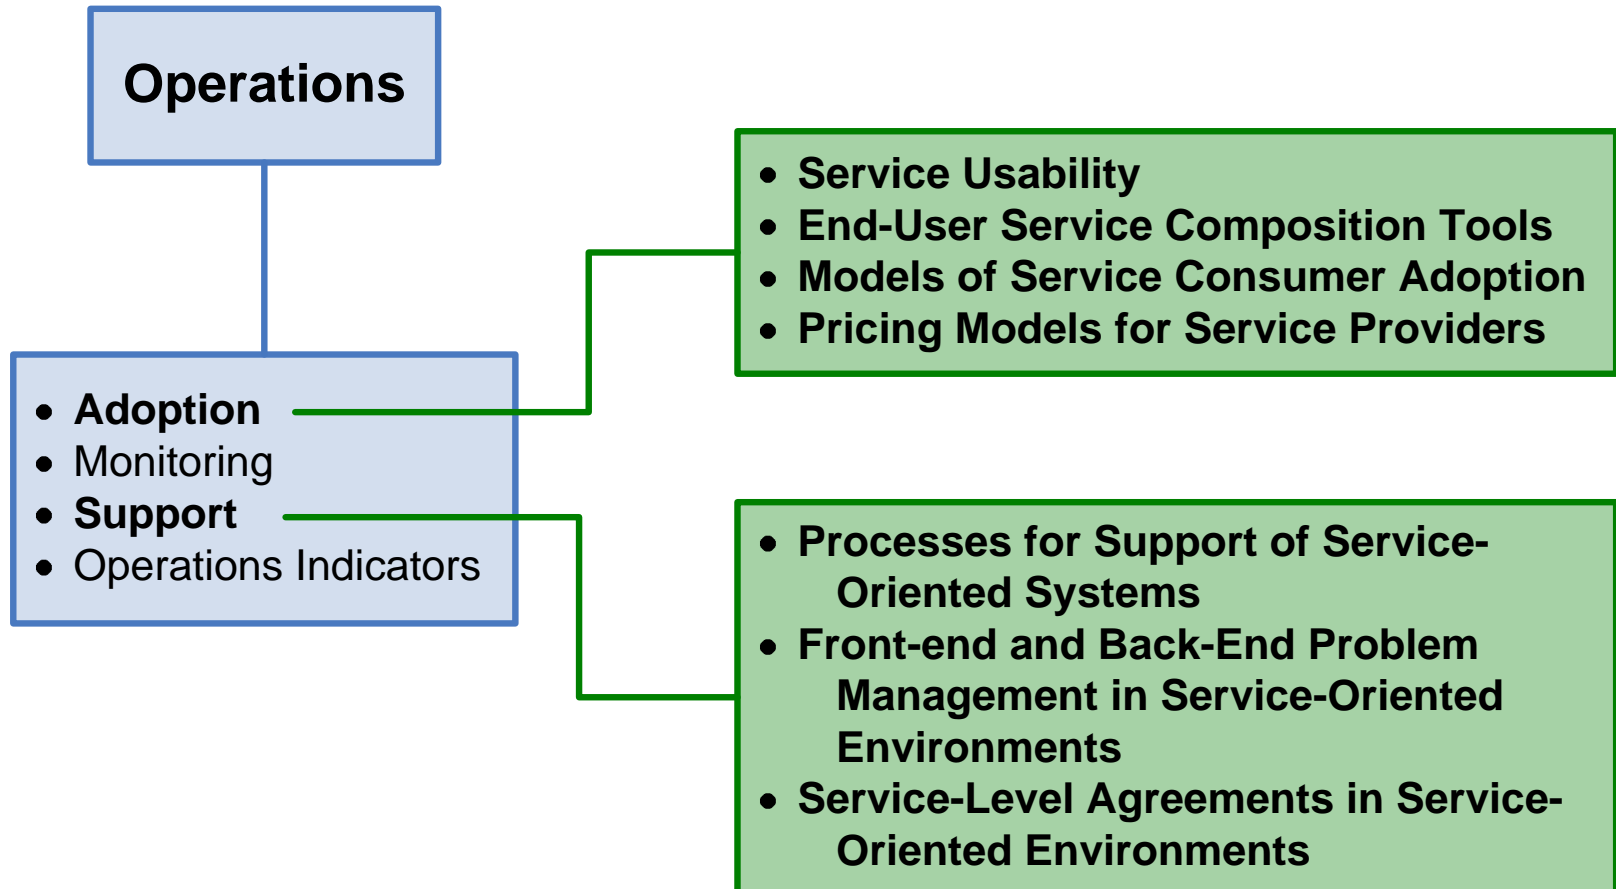 Operations
• Adoption
• Monitoring
• Support
• Operations Indicators
• Service Usability
• End-User Service Composition Tools
• Models of Service Consumer Adoption
• Pricing Models for Service Providers
• Processes for Support of Service-
Oriented Systems
• Front-end and Back-End Problem
Management in Service-Oriented
Environments
• Service-Level Agreements in Service-
Oriented Environments